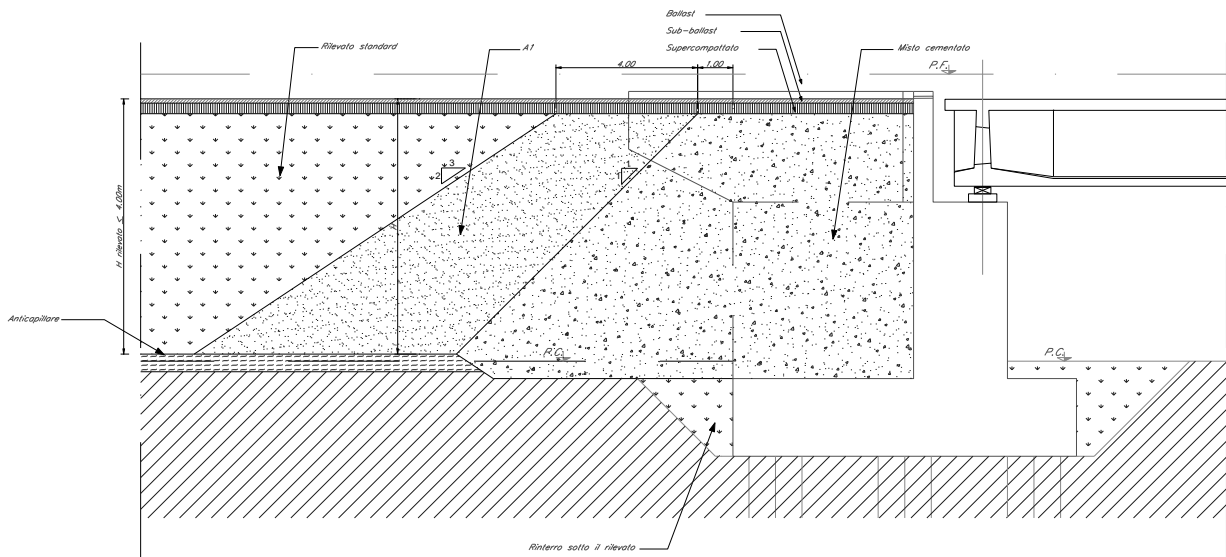 Ballast
Sub-ballast
Supercompattato
Rilevato standard
A1
Misto cementato
4.00
1.00
P.F.
3
2
1
1
H rilevato ≤ 4,00m
H
Anticapillare
P.C.
P.C.
Rinterro sotto il rilevato